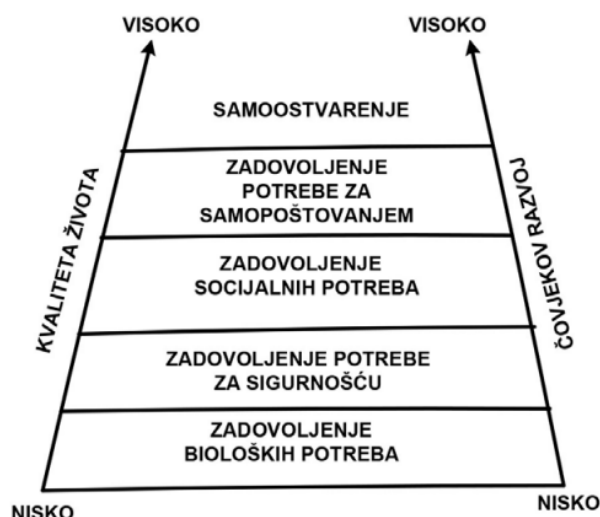 VISOKO
VISOKO
SAMOOSTVARENJE
ZADOVOLJENJE
POTREBE ZA
SAMOPOŠTOVANJEM
KVALITETA ŽIVOTA
ČOVJEKOV RAZVOJ
ZADOVOLJENJE
SOCIJALNIH POTREBA
ZADOVOLJENJE POTREBE
ZA SIGURNOŠĆU
ZADOVOLJENJE
BIOLOŠKIH POTREBA
NISKO
NISKO